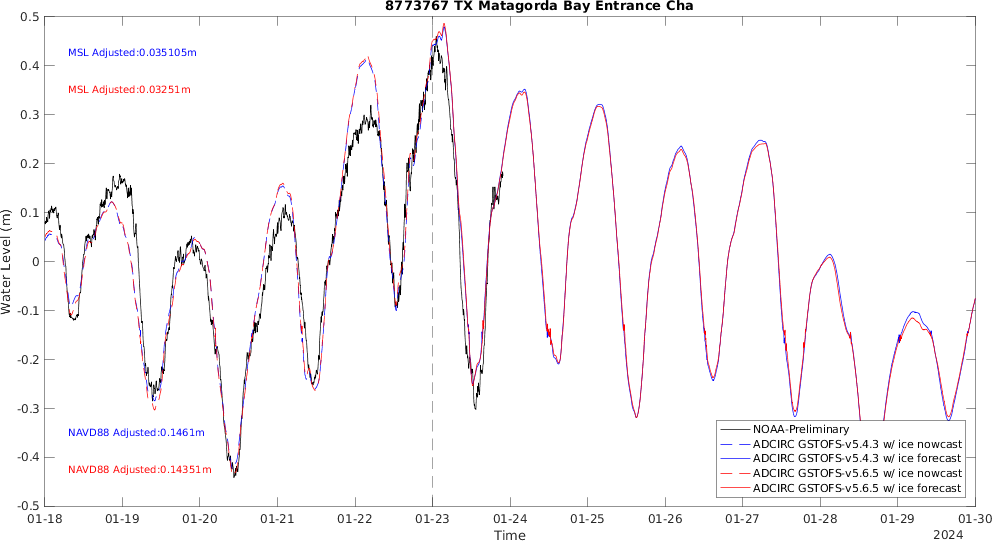 8773767 TX Matagorda Bay Entrance Cha
0.5
0.4
0.3
0.2
0.1
0
-0.1
-0.2
-0.3
-0.4
-0.5
Water Level (m)
MSL Adjusted:0.035105m
MSL Adjusted:0.03251m
NAVD88 Adjusted:0.1461m
NAVD88 Adjusted:0.14351m
NOAA-Preliminary
ADCIRC GSTOFS-v5.4.3 w/ ice nowcast
ADCIRC GSTOFS-v5.4.3 w/ ice forecast
ADCIRC GSTOFS-v5.6.5 w/ ice nowcast
ADCIRC GSTOFS-v5.6.5 w/ ice forecast
01-18 01-19 01-20 01-21 01-22 01-23 01-24 01-25 01-26 01-27 01-28 01-29 01-30
Time
2024